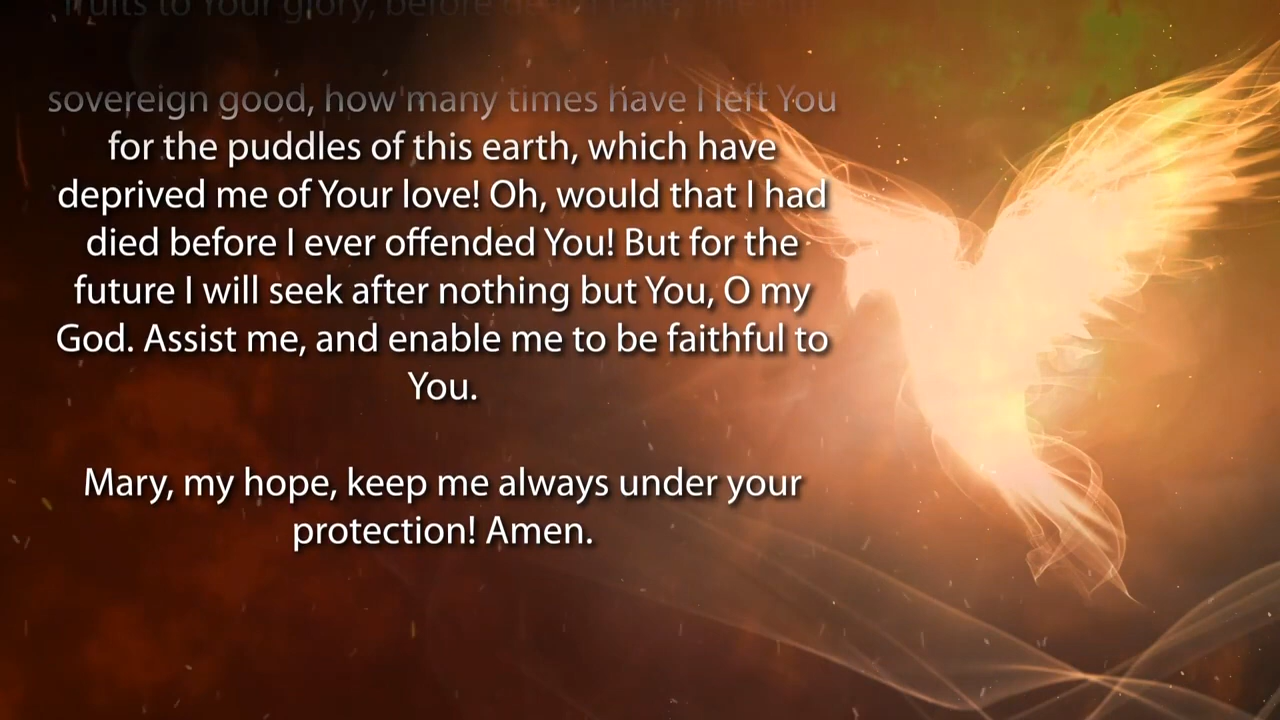 fruits to Your glory, before death takes me out
sovereign good, how many times have I left You
for the puddles of this earth, which have
deprived me of Your love! Oh, would that I had
died before I ever offended You! But for the
future I will seek after nothing but You, O my
God. Assist me, and enable me to be faithful to
You.
Mary, my hope, keep me always under your
protection! Amen.